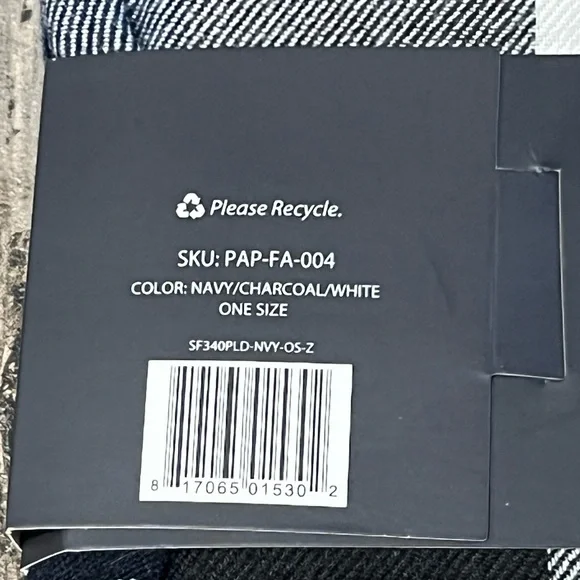 Please Recycle.
SKU: PAP-FA-004
COLOR: NAVY/CHARCOAL/WHITE
ONE SIZE
SF340PLD-NVY-OS-Z
8 17065 01530 2